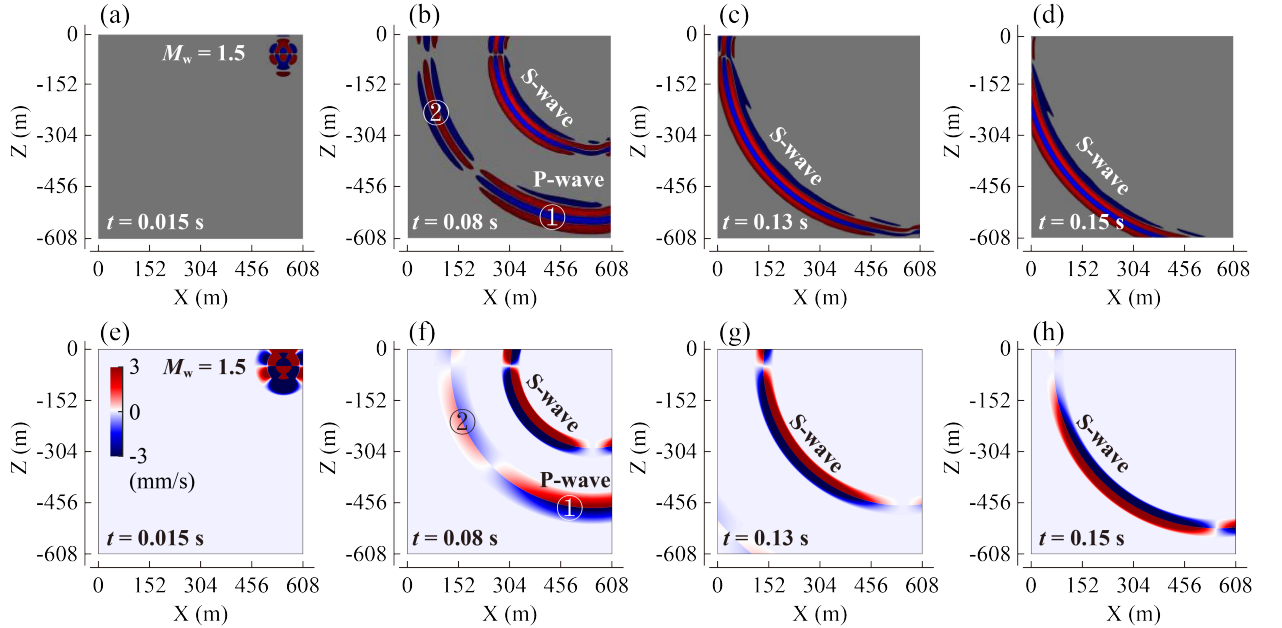 (a)
(b)
(c)
(d)
0
-152
-304
-456
-608
Z (m)
Mw = 1.5
t = 0.015 s
0 152 304 456 608
X (m)
0
-152
-304
-456
-608
Z (m)
S-wave
②
P-wave
①
t = 0.08 s
0 152 304 456 608
X (m)
0
-152
-304
-456
-608
Z (m)
S-wave
t = 0.13 s
0 152 304 456 608
X (m)
0
-152
-304
-456
-608
Z (m)
S-wave
t = 0.15 s
0 152 304 456 608
X (m)
(e)
(f)
(g)
(h)
0
-152
-304
-456
-608
Z (m)
Mw = 1.5
3
0
-3
(mm/s)
t = 0.015 s
0 152 304 456 608
X (m)
0
-152
-304
-456
-608
Z (m)
S-wave
②
P-wave
①
t = 0.08 s
0 152 304 456 608
X (m)
0
-152
-304
-456
-608
Z (m)
S-wave
t = 0.13 s
0 152 304 456 608
X (m)
0
-152
-304
-456
-608
Z (m)
S-wave
t = 0.15 s
0 152 304 456 608
X (m)